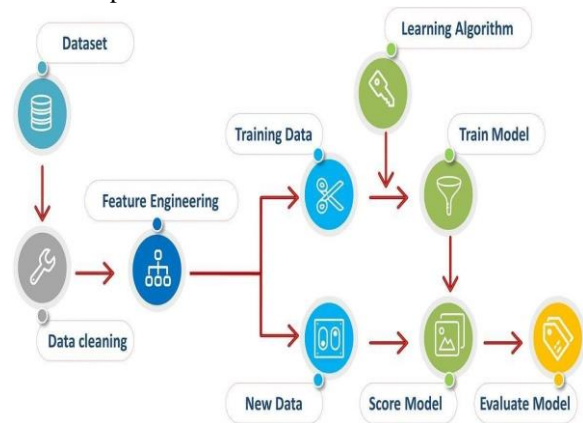 Dataset
Learning Algorithm
Training Data
Train Model
Feature Engineering
Data cleaning
New Data
Score Model
Evaluate Model